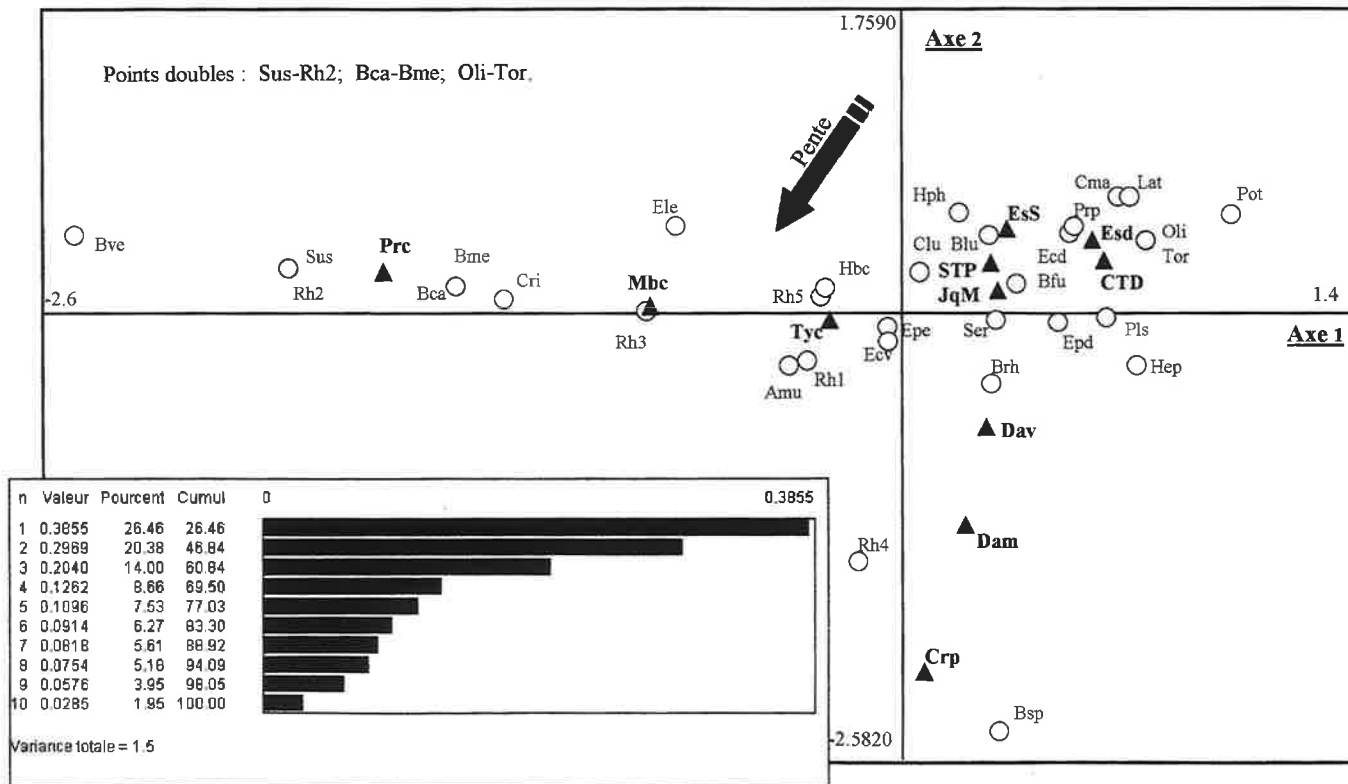 1.7590
Axe 2
Points doubles : Sus-Rh2; Bca-Bme; Oli-Tor.
Pente
Cma Lat
Hph EsS Prp Pot
Ele
Bve Sus Prc Bme Clu Blu Ecd Esd Oli
Tor
Rh2 Bca Cri Mbc Hbc STP Bfu CTD
-2.6 Rh5 JqM 1.4
Rh3 Tyc Epe Ser Epd Pls Axe 1
Ecv
Amu Rh1 Brh Hep
Dav
n Valeur Pourcent Cumul 0 0.3855
1 0.3855 26.46 26.46
2 0.2969 20.38 46.84
3 0.2040 14.00 60.84
4 0.1262 8.66 69.50
5 0.1096 7.53 77.03
6 0.0914 6.27 83.30
7 0.0818 5.61 88.92
8 0.0754 5.18 94.09
9 0.0576 3.95 98.05
10 0.0285 1.95 100.00
Variance totale = 1.5
Dam
Rh4
Crp
Bsp
-2.5820